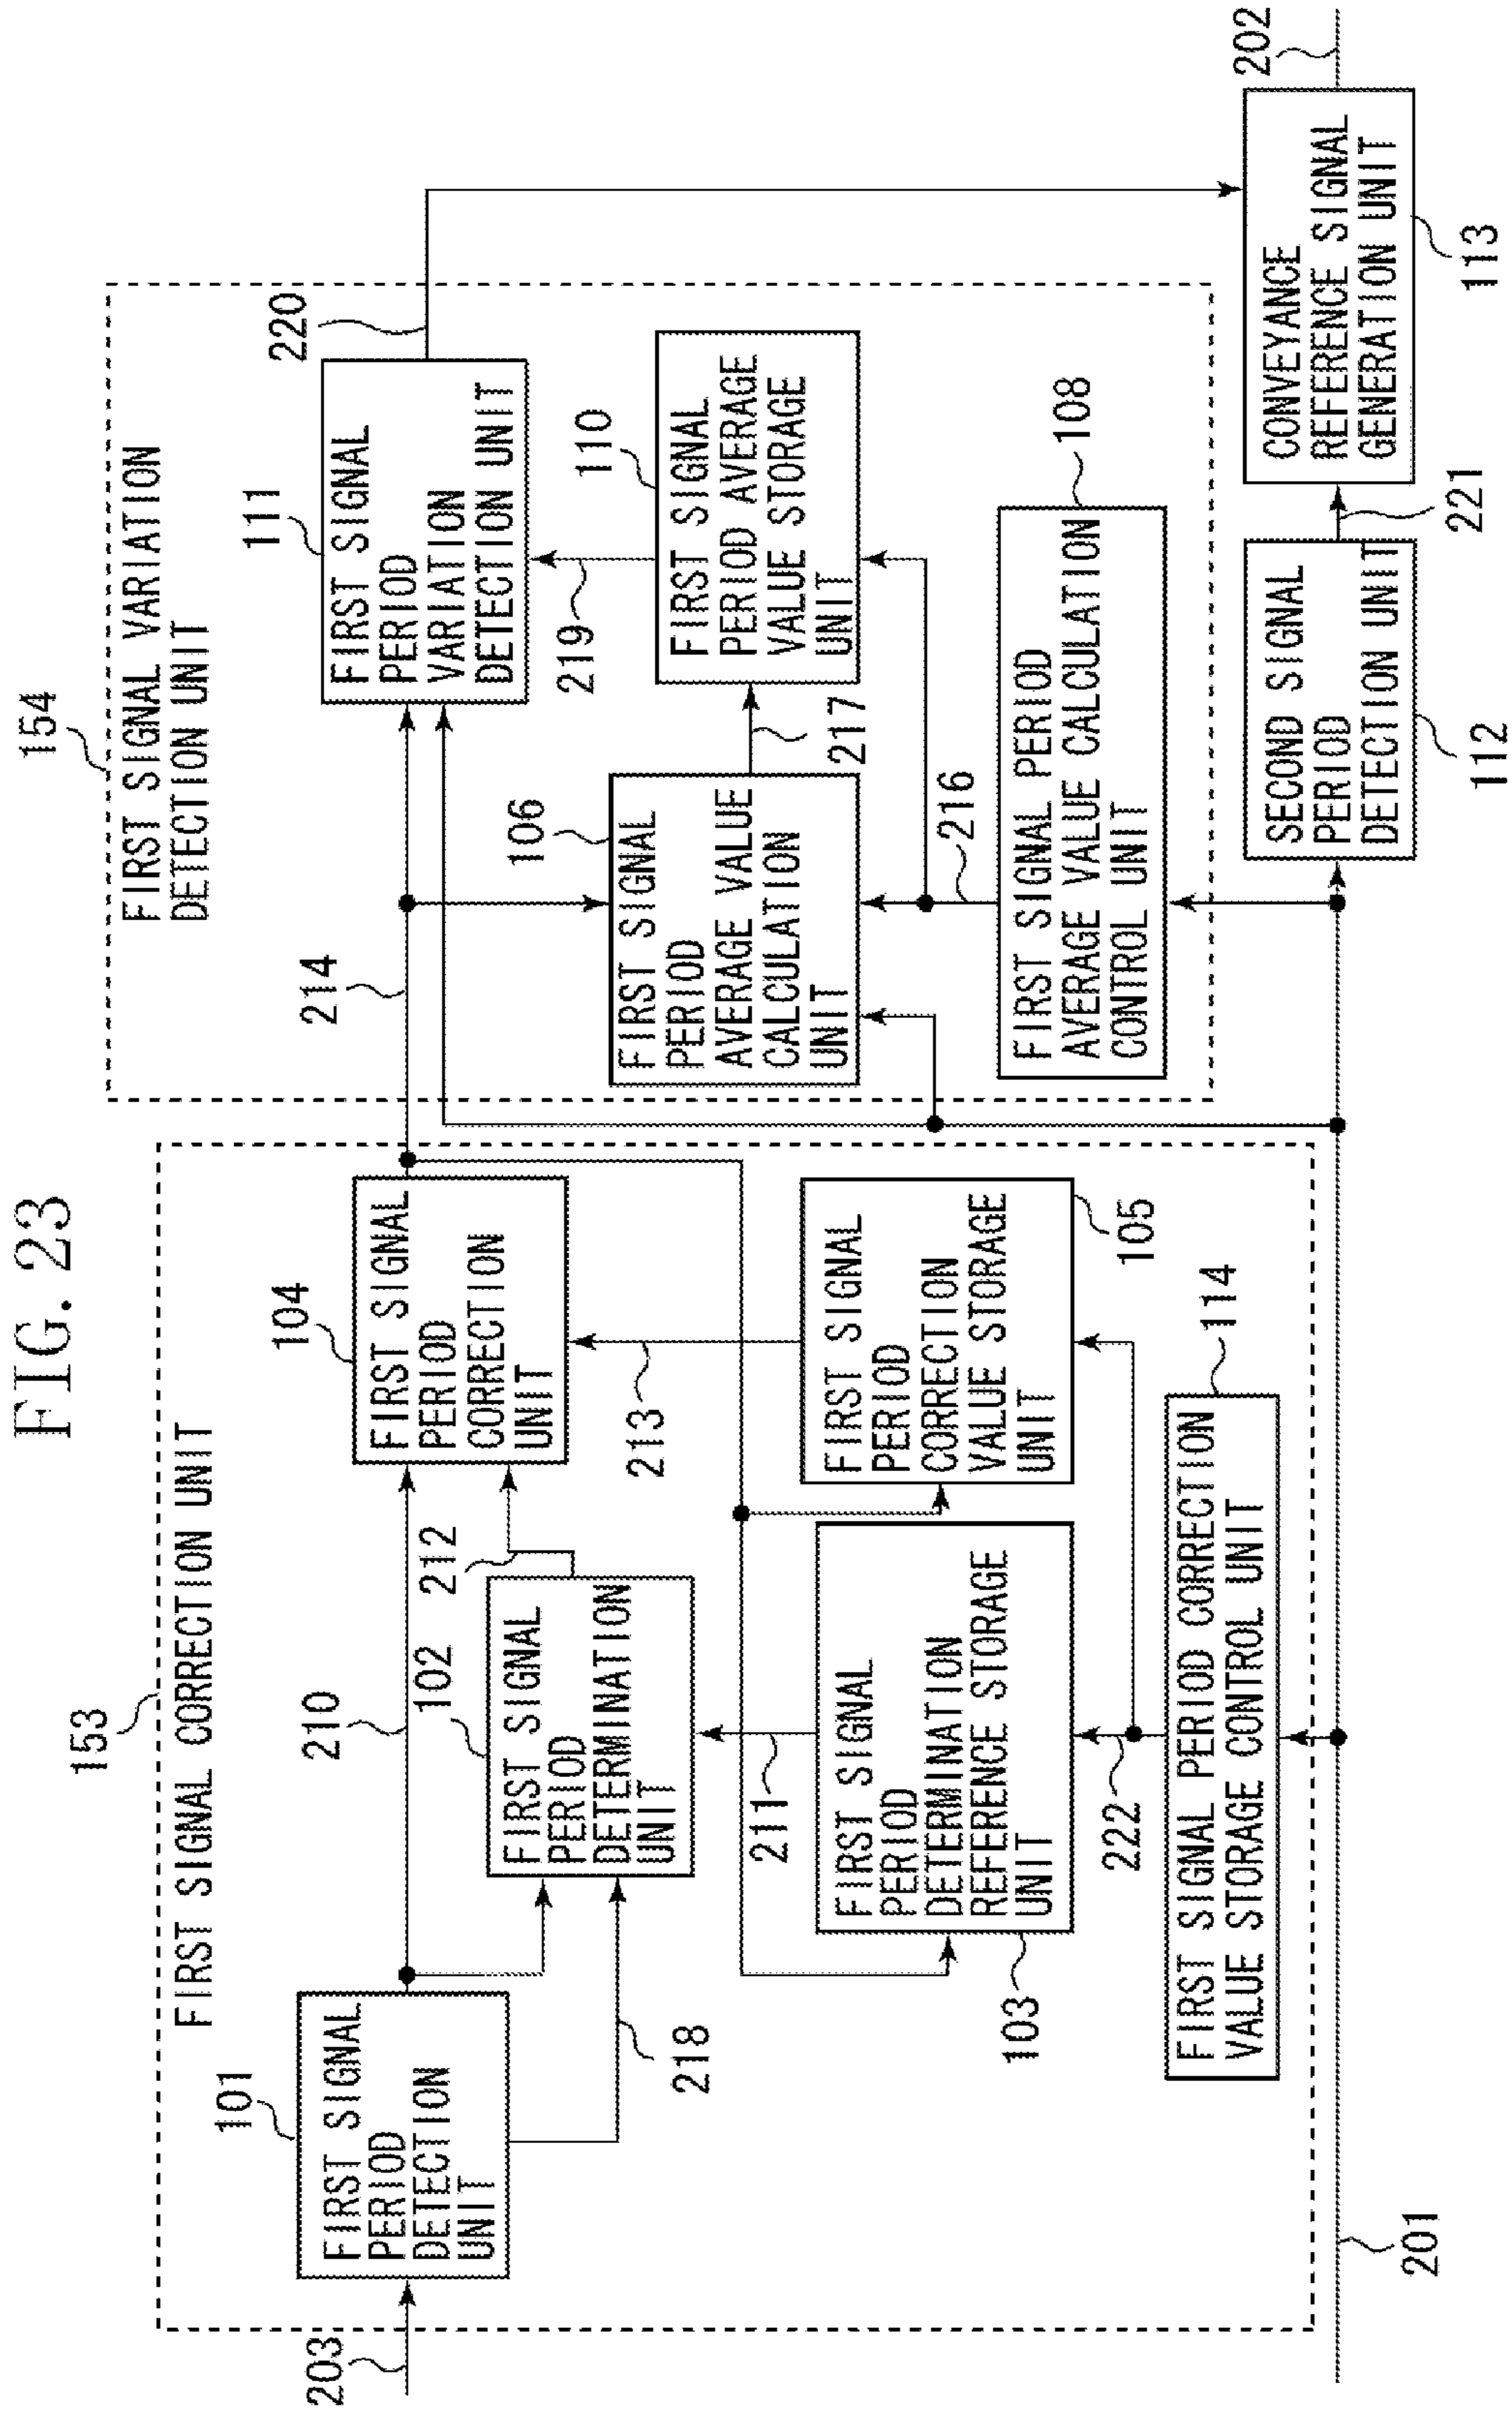 FIG. 23
153
FIRST SIGNAL CORRECTION UNIT
154
FIRST SIGNAL VARIATION
DETECTION UNIT
203
101
FIRST SIGNAL
PERIOD
DETECTION
UNIT
210
218
102
FIRST SIGNAL
PERIOD
DETERMINATION
UNIT
212
104
FIRST SIGNAL
PERIOD
CORRECTION
UNIT
213
211
FIRST SIGNAL
PERIOD
DETERMINATION
REFERENCE STORAGE
UNIT
103
FIRST SIGNAL
PERIOD
CORRECTION
VALUE STORAGE
UNIT
105
222
114
FIRST SIGNAL PERIOD CORRECTION
VALUE STORAGE CONTROL UNIT
201
214
106
FIRST SIGNAL
PERIOD
AVERAGE VALUE
CALCULATION
UNIT
217
111
FIRST SIGNAL
PERIOD
VARIATION
DETECTION UNIT
220
219
110
FIRST SIGNAL
PERIOD AVERAGE
VALUE STORAGE
UNIT
216
108
FIRST SIGNAL PERIOD
AVERAGE VALUE CALCULATION
CONTROL UNIT
SECOND SIGNAL
PERIOD
DETECTION UNIT
112
221
CONVEYANCE
REFERENCE SIGNAL
GENERATION UNIT
113
202